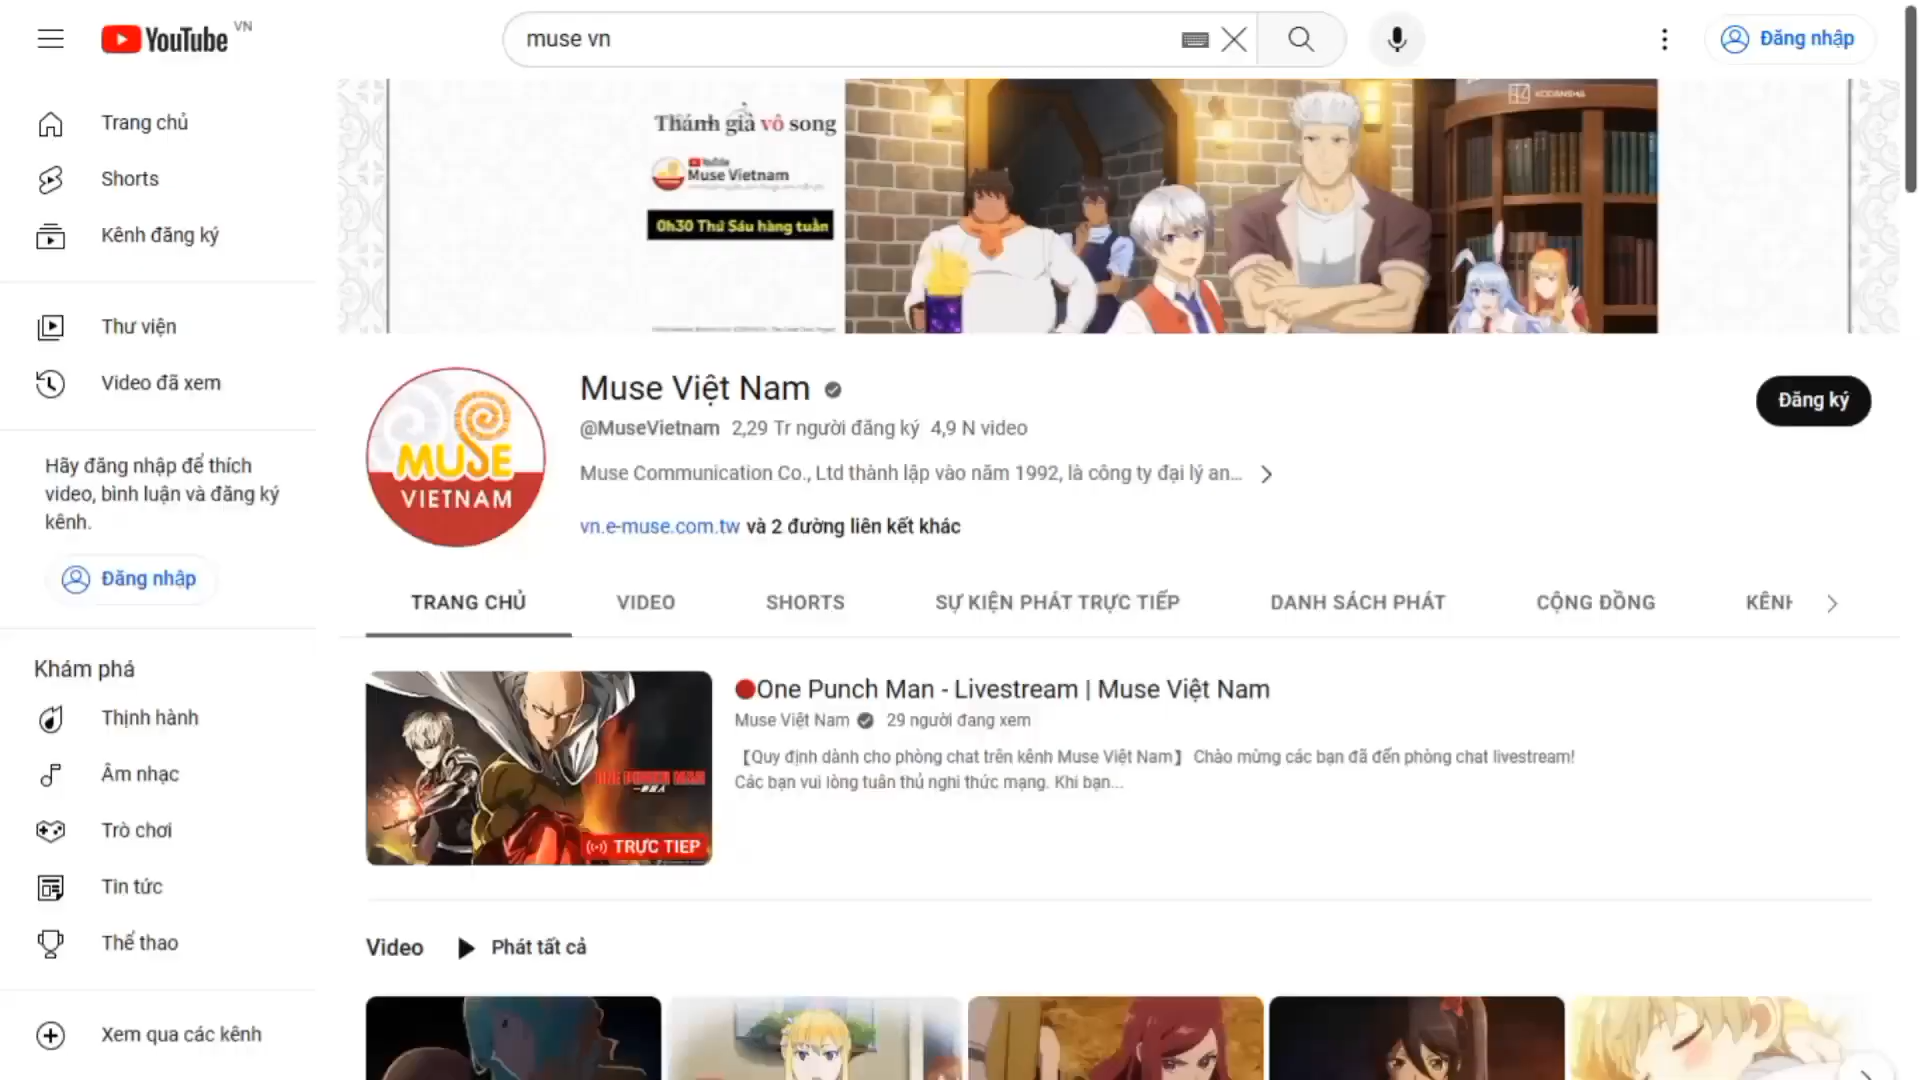 YouTube VN
muse vn
Đăng nhập
Trang chủ
Shorts
Kênh đăng ký
Thư viện
Video đã xem
Hãy đăng nhập để thích
video, bình luận và đăng ký
kênh.
Đăng nhập
Khám phá
Thịnh hành
Âm nhạc
Trò chơi
Tin tức
Thể thao
Xem qua các kênh
Thánh giả vô song
YouTube
Muse Vietnam
0h30 Thứ Sáu hàng tuần
KODANSHA
MUSE
VIETNAM
Muse Việt Nam
@MuseVietnam 2,29 Tr người đăng ký 4,9 N video
Muse Communication Co., Ltd thành lập vào năm 1992, là công ty đại lý an...
vn.e-muse.com.tw và 2 đường liên kết khác
Đăng ký
TRANG CHỦ VIDEO SHORTS SỰ KIỆN PHÁT TRỰC TIẾP DANH SÁCH PHÁT CỘNG ĐỒNG KÊNH
ONE PUNCH MAN
TRỰC TIẾP
One Punch Man - Livestream | Muse Việt Nam
Muse Việt Nam 29 người đang xem
【Quy định dành cho phòng chat trên kênh Muse Việt Nam】 Chào mừng các bạn đã đến phòng chat livestream!
Các bạn vui lòng tuân thủ nghi thức mạng. Khi bạn...
Video Phát tất cả